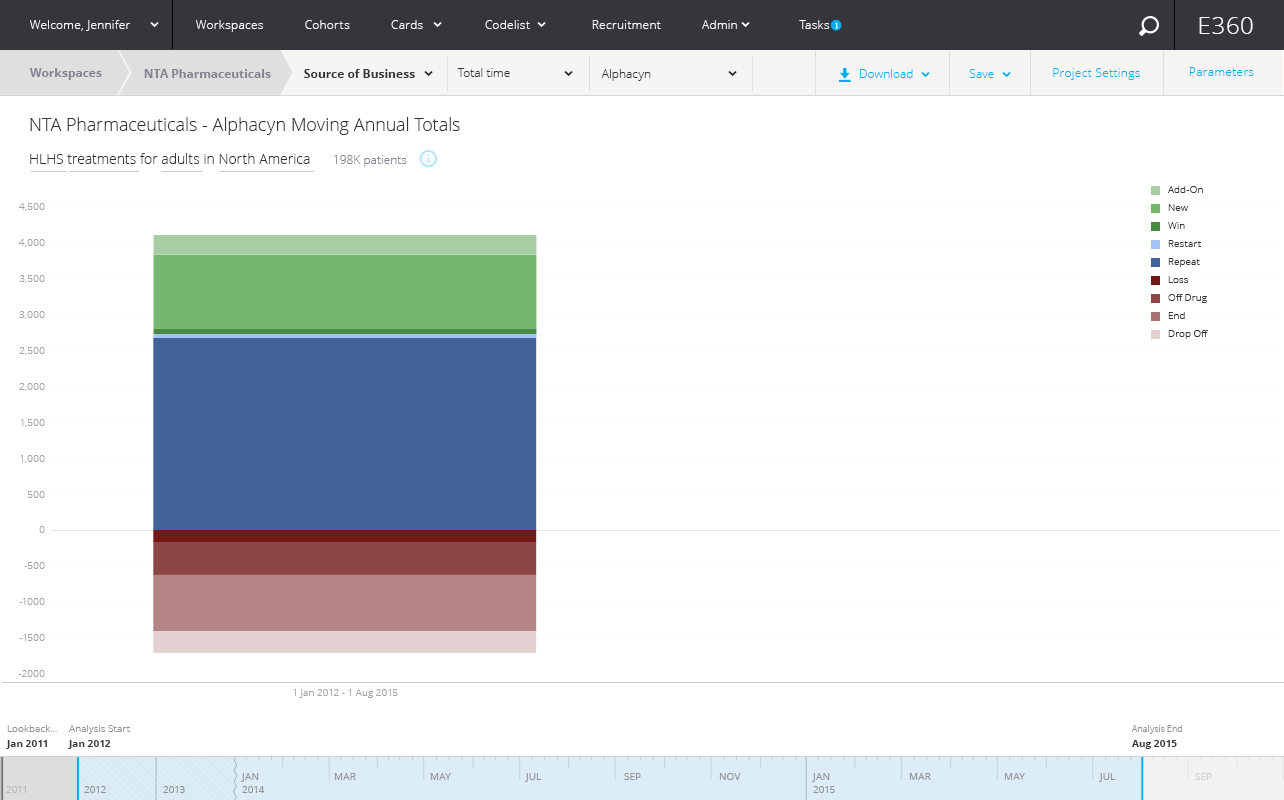 Welcome, Jennifer Workspaces Cohorts Cards Codelist Recruitment Admin Tasks i E360
Workspaces NTA Pharmaceuticals Source of Business Total time Alphacyn Download Save Project Settings Parameters
NTA Pharmaceuticals - Alphacyn Moving Annual Totals
HLHS treatments for adults in North America 198K patients i
Add-On
New
Win
Restart
Repeat
Loss
Off Drug
End
Drop Off
4,500
4,000
3,500
3,000
2,500
2,000
1,500
1,000
500
0
-500
-1000
-1500
-2000
1 Jan 2012 - 1 Aug 2015
Lookback... Analysis Start Analysis End
Jan 2011 Jan 2012 Aug 2015
JAN MAR MAY JUL SEP NOV JAN MAR MAY JUL SEP
2011 2012 2013 2014 2015